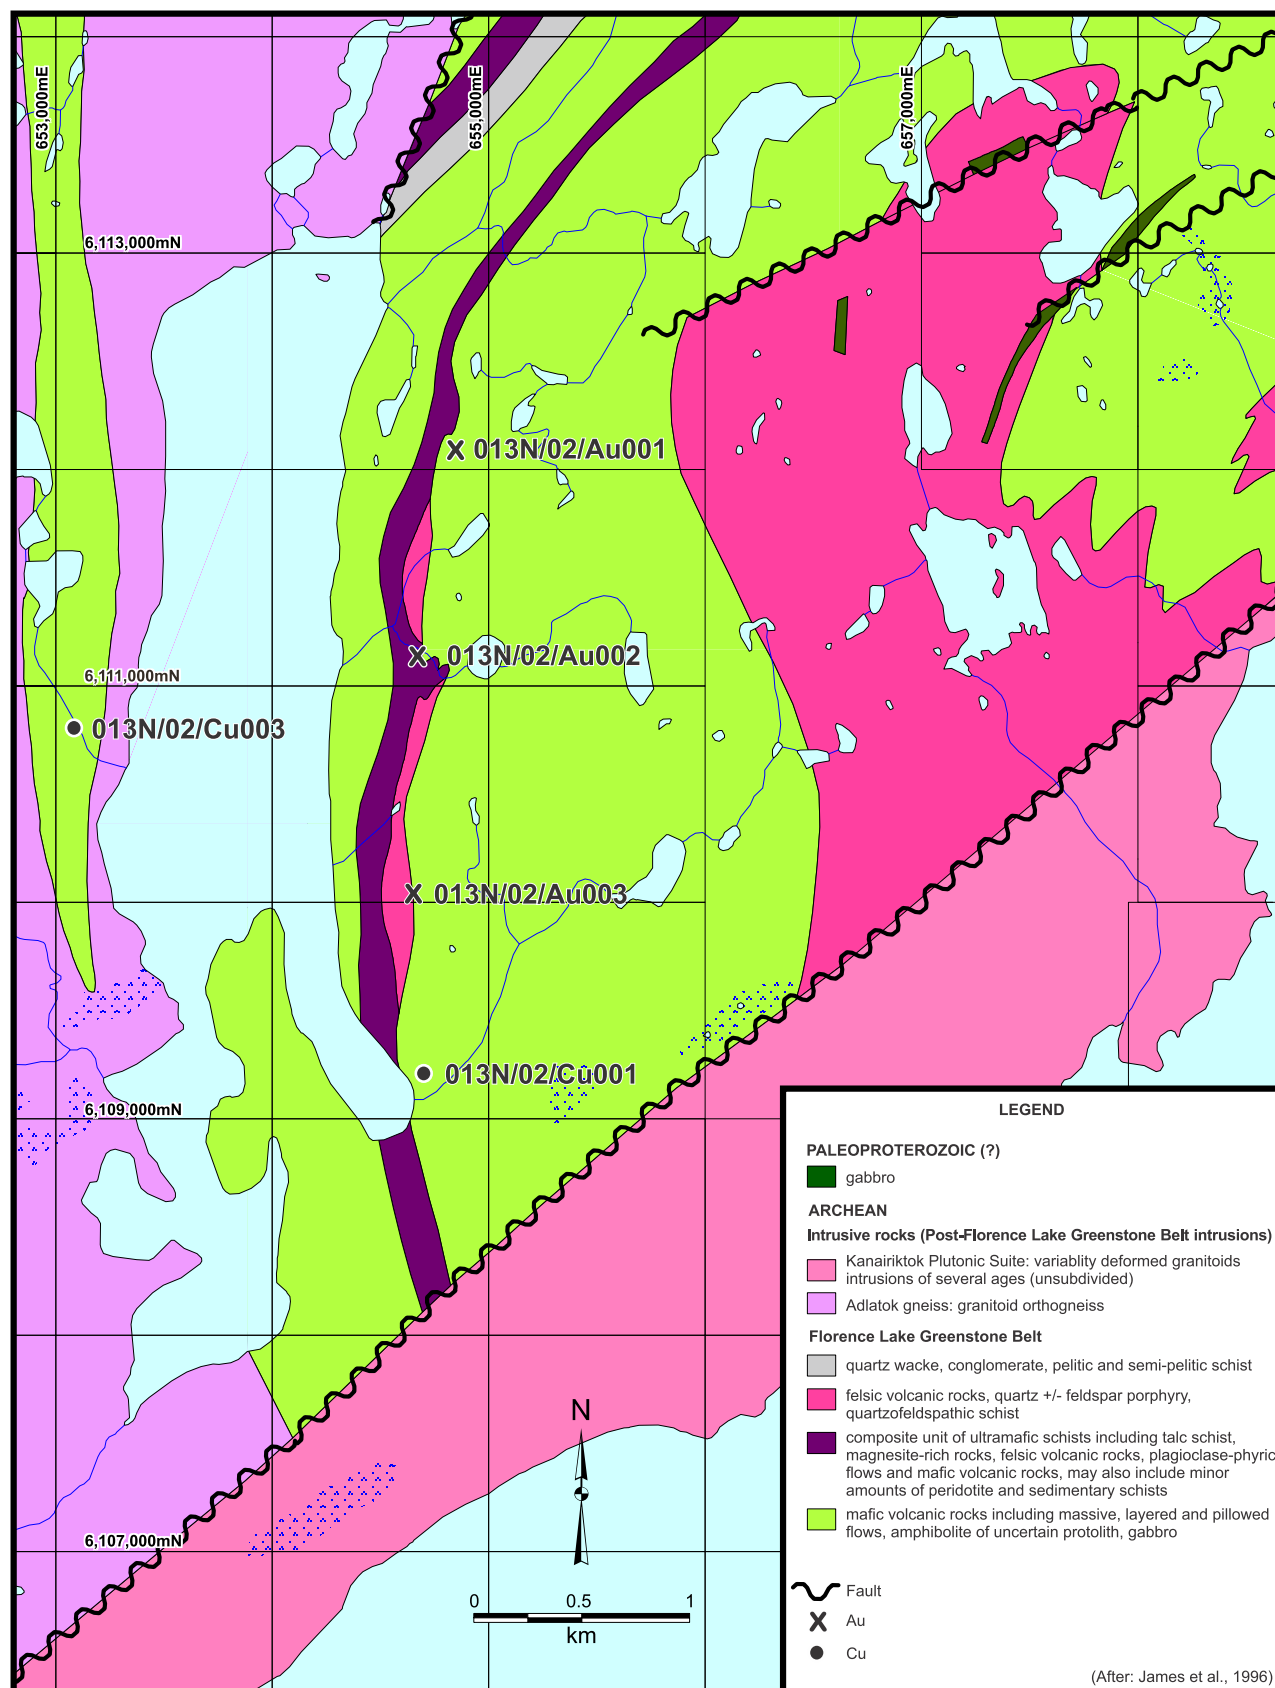 653,000mE
655,000mE
657,000mE
6,113,000mN
013N/02/Au001
013N/02/Au002
6,111,000mN
013N/02/Cu003
013N/02/Au003
013N/02/Cu001
6,109,000mN
6,107,000mN
N
0 0.5 1
km
LEGEND
PALEOPROTEROZOIC (?)
gabbro
ARCHEAN
Intrusive rocks (Post-Florence Lake Greenstone Belt intrusions)
Kanairiktok Plutonic Suite: variablity deformed granitoids
intrusions of several ages (unsubdivided)
Adlatok gneiss: granitoid orthogneiss
Florence Lake Greenstone Belt
quartz wacke, conglomerate, pelitic and semi-pelitic schist
felsic volcanic rocks, quartz +/- feldspar porphyry,
quartzofeldspathic schist
composite unit of ultramafic schists including talc schist,
magnesite-rich rocks, felsic volcanic rocks, plagioclase-phyric
flows and mafic volcanic rocks, may also include minor
amounts of peridotite and sedimentary schists
mafic volcanic rocks including massive, layered and pillowed
flows, amphibolite of uncertain protolith, gabbro
Fault
Au
Cu
(After: James et al., 1996)